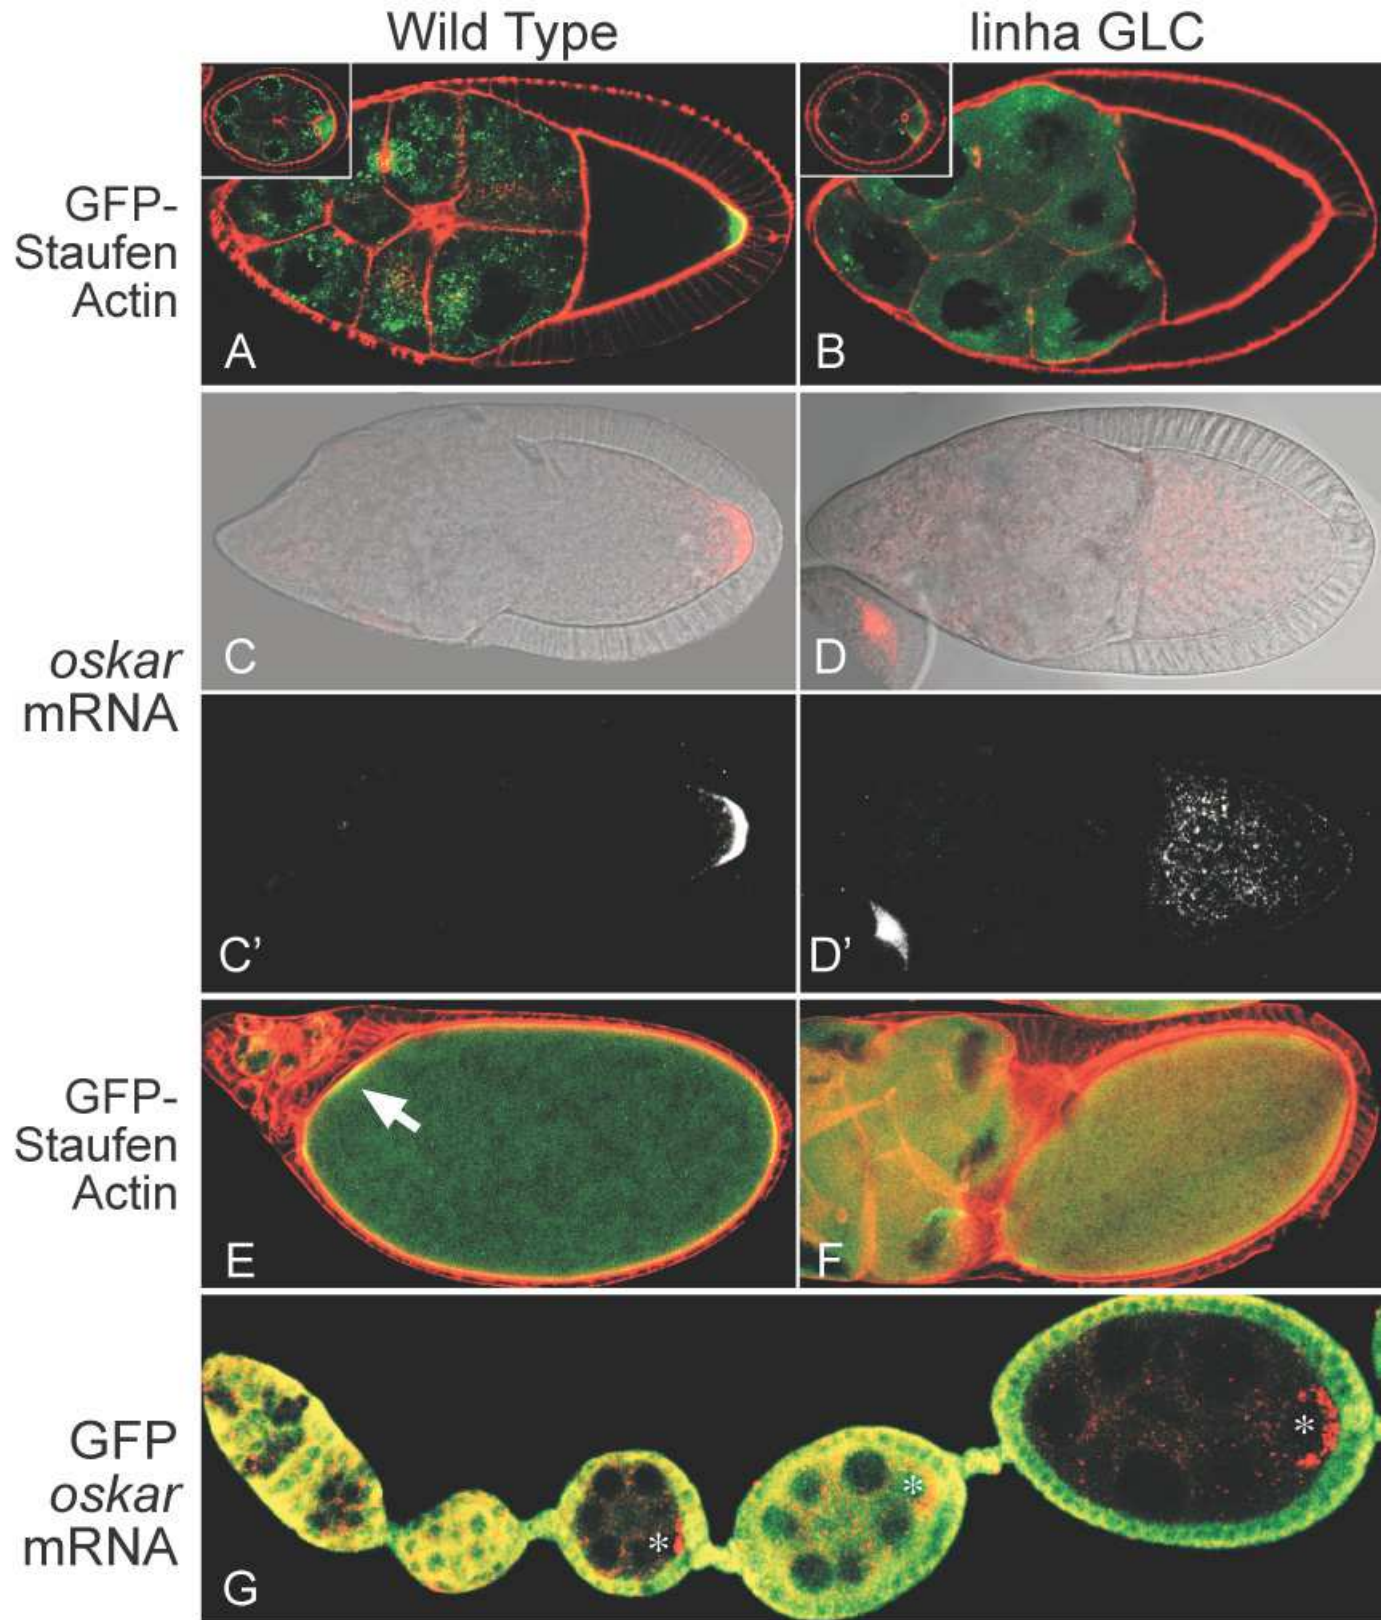 Wild Type
linha GLC
GFP-
Staufen
Actin
A
B
oskar
mRNA
C
D
C’
D’
GFP-
Staufen
Actin
E
F
GFP
oskar
mRNA
*
*
*
G